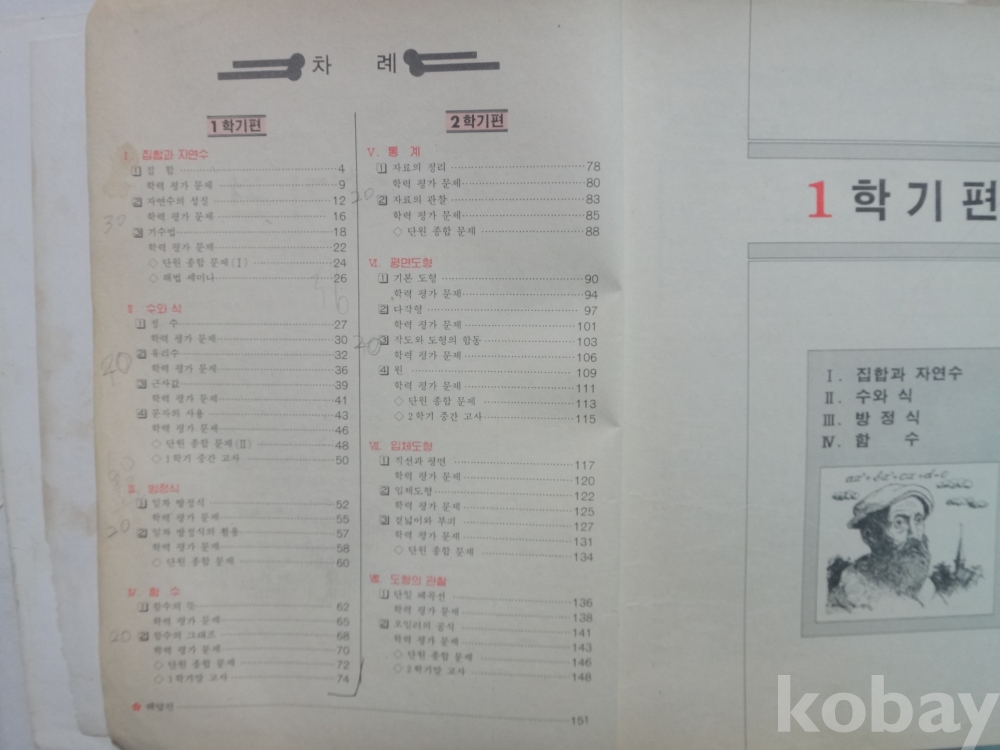 차 례
1학기편
Ⅰ. 집합과 자연수
1 집 합 4
학력 평가 문제 9
2 자연수의 성질 12
학력 평가 문제 16
3 기수법 18
학력 평가 문제 22
◇ 단원 종합 문제(Ⅰ) 24
◇ 해법 세미나 26
Ⅱ. 수와 식
1 정 수 27
학력 평가 문제 30
2 유리수 32
학력 평가 문제 36
3 근사값 39
학력 평가 문제 41
4 문자의 사용 43
학력 평가 문제 46
◇ 단원 종합 문제(Ⅱ) 48
◇ 1학기 중간 고사 50
Ⅲ. 방정식
1 일차 방정식 52
학력 평가 문제 55
2 일차 방정식의 활용 57
학력 평가 문제 58
◇ 단원 종합 문제 60
Ⅳ. 함 수
1 함수의 뜻 62
학력 평가 문제 65
2 함수의 그래프 68
학력 평가 문제 70
◇ 단원 종합 문제 72
◇ 1학기말 고사 74
해답편 151
2학기편
Ⅴ. 통 계
1 자료의 정리 78
학력 평가 문제 80
2 자료의 관찰 83
학력 평가 문제 85
◇ 단원 종합 문제 88
Ⅵ. 평면도형
1 기본 도형 90
학력 평가 문제 94
2 다각형 97
학력 평가 문제 101
3 작도와 도형의 합동 103
학력 평가 문제 106
4 원 109
학력 평가 문제 111
◇ 단원 종합 문제 113
◇ 2학기 중간 고사 115
Ⅶ. 입체도형
1 직선과 평면 117
학력 평가 문제 120
2 입체도형 122
학력 평가 문제 125
3 겉넓이와 부피 127
학력 평가 문제 131
◇ 단원 종합 문제 134
Ⅷ. 도형의 관찰
1 단일 폐곡선 136
학력 평가 문제 138
2 오일러의 공식 141
학력 평가 문제 143
◇ 단원 종합 문제 146
◇ 2학기말 고사 148
30
20
20
20
20
20
36
1 학기편
Ⅰ. 집합과 자연수
Ⅱ. 수와 식
Ⅲ. 방정식
Ⅳ. 함 수
kobay